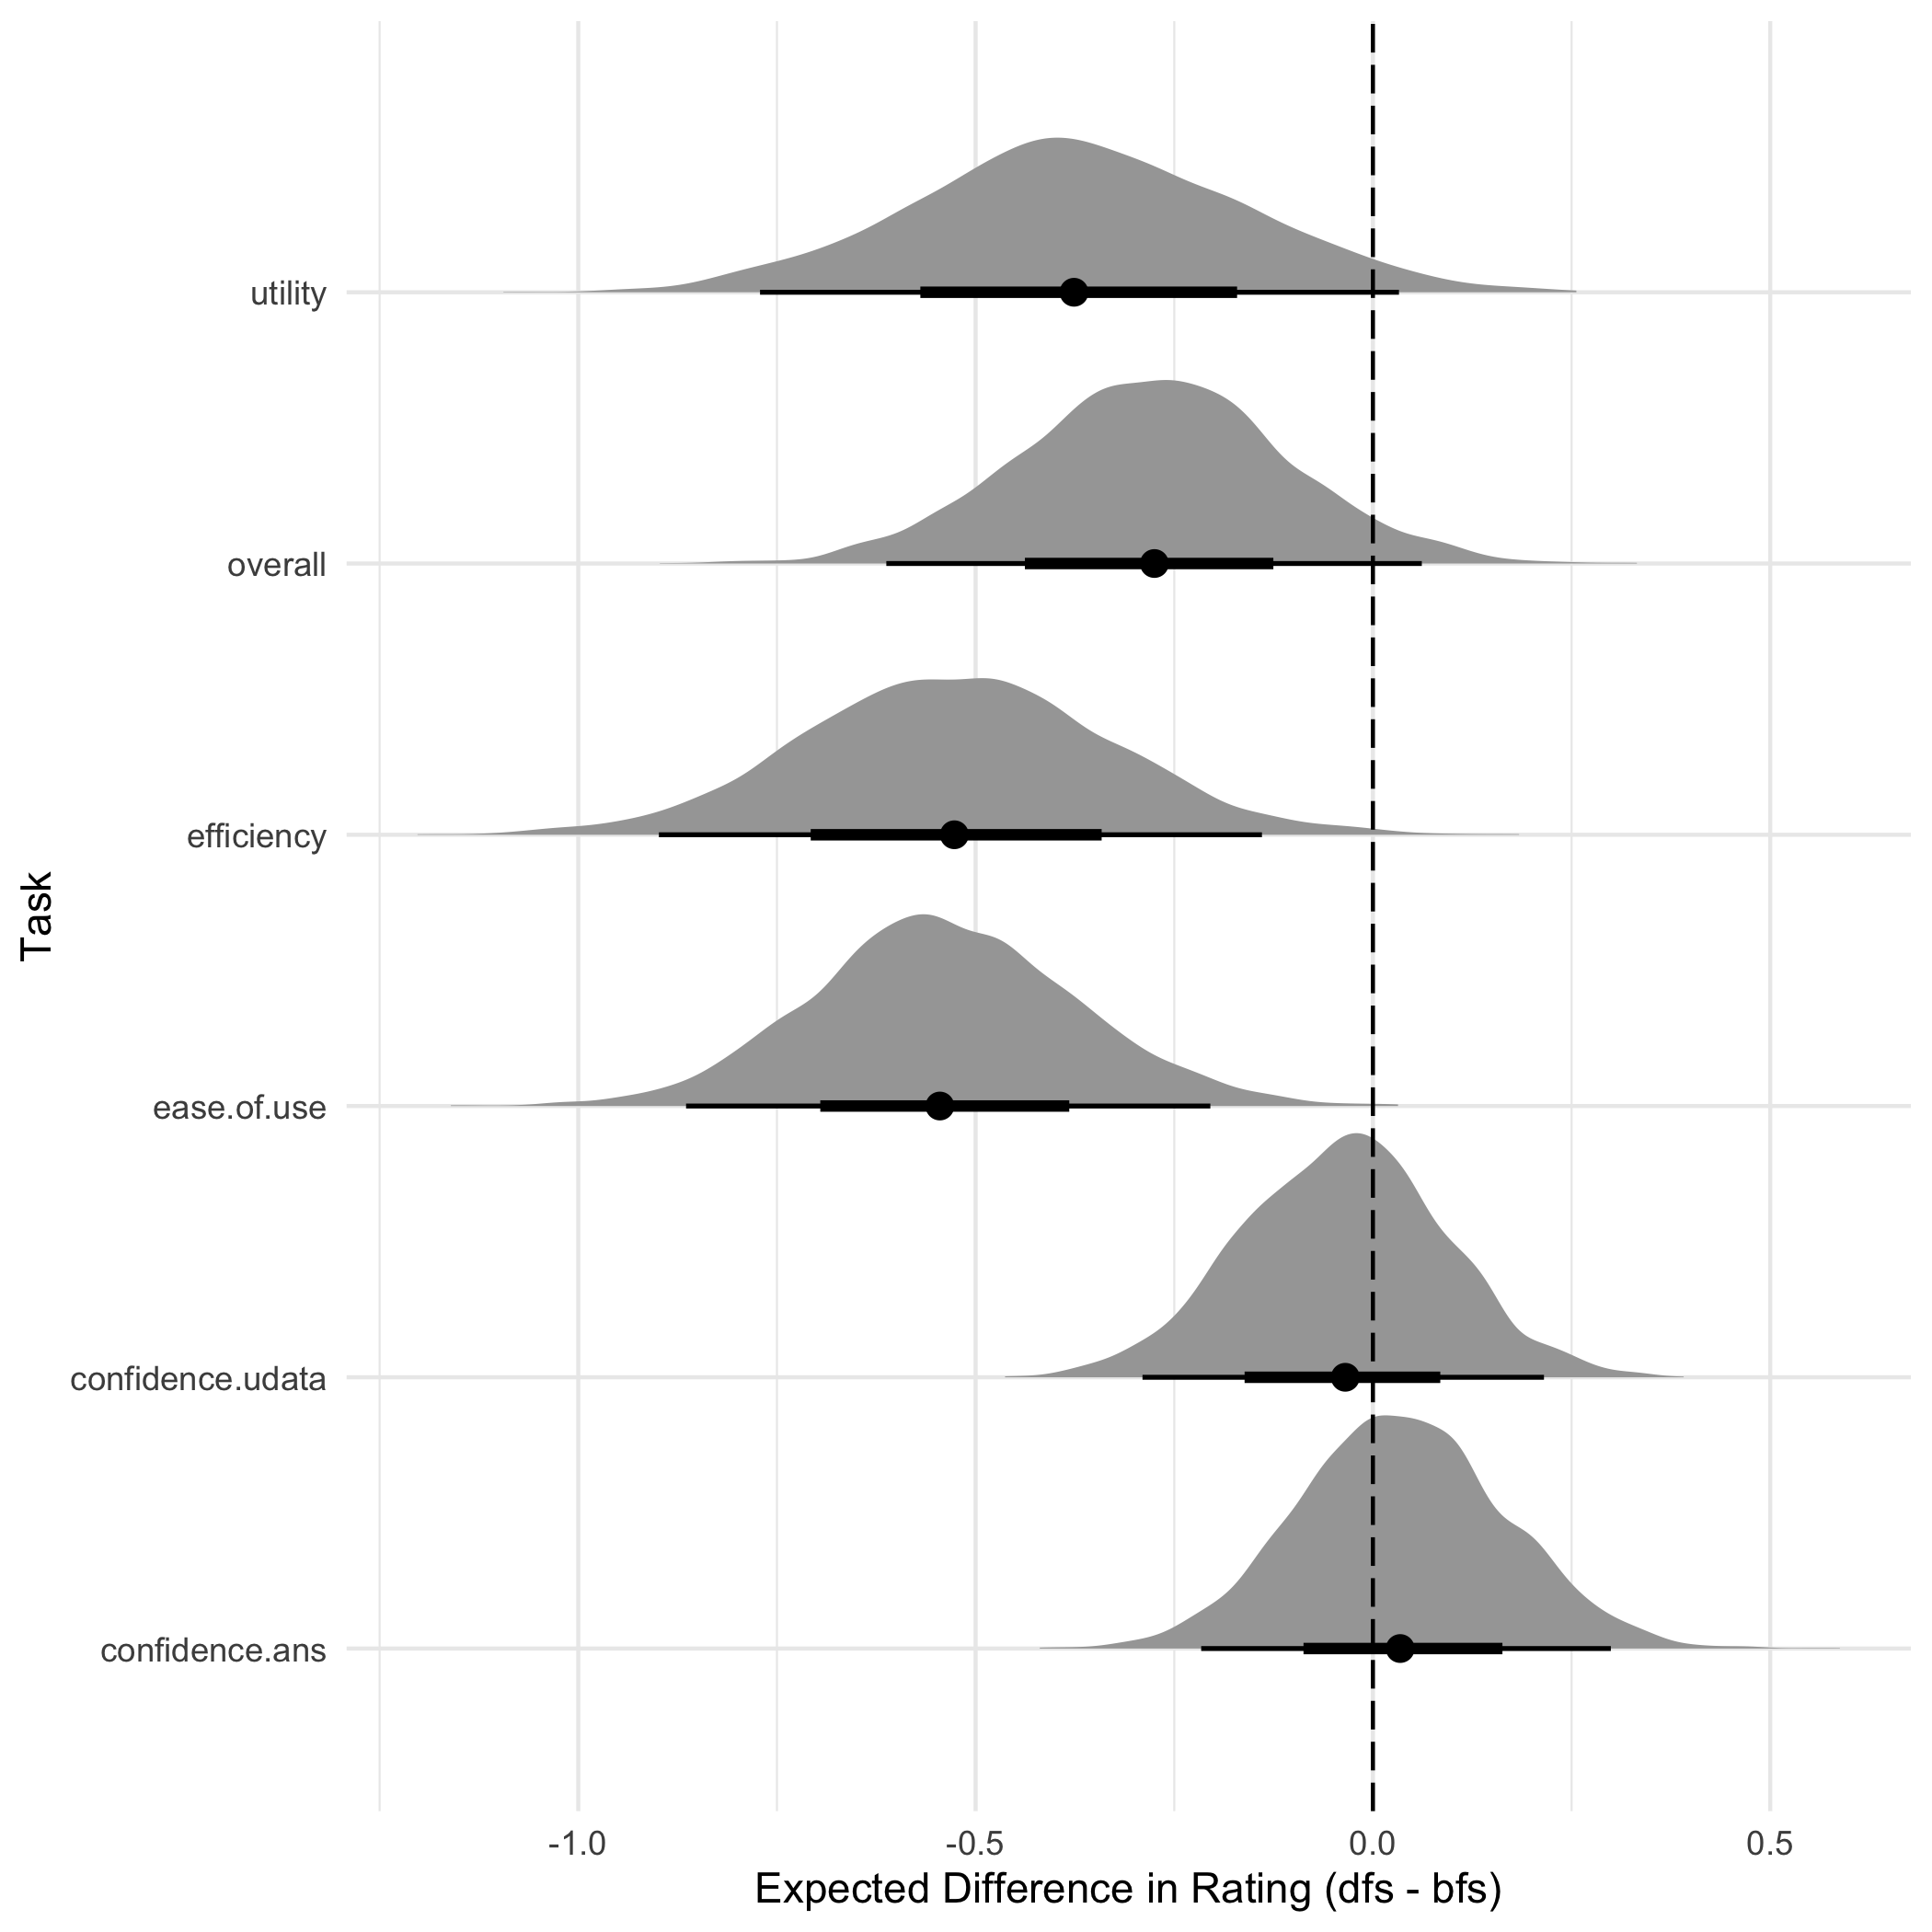 utility
overall
efficiency
ease.of.use
confidence.udata
confidence.ans
Task
-1.0
-0.5
0.0
0.5
Expected Difference in Rating (dfs - bfs)